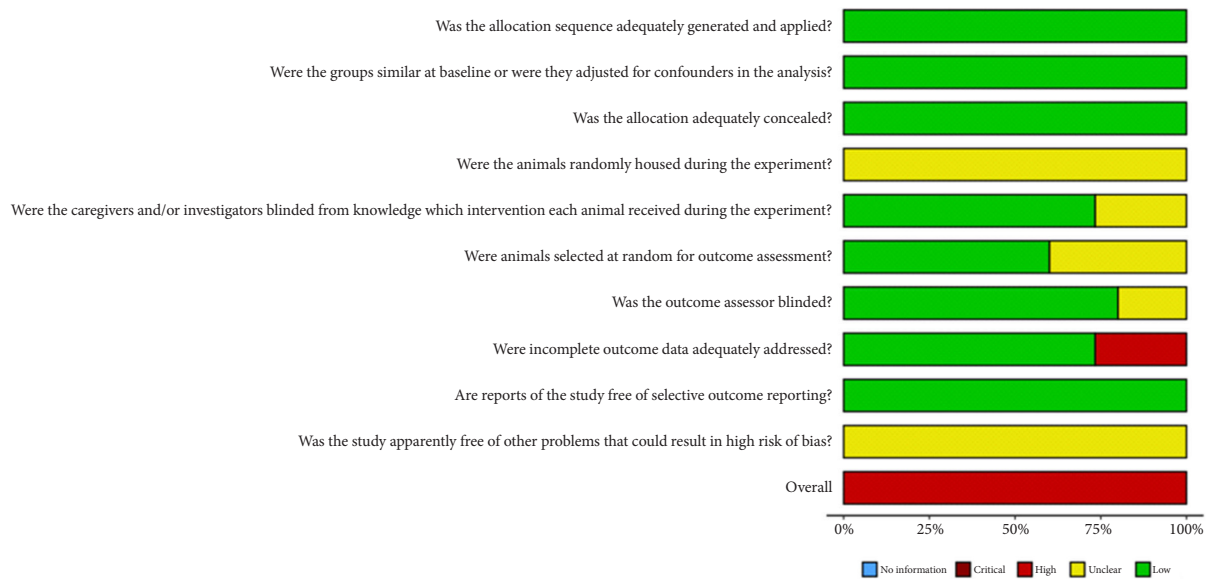 Was the allocation sequence adequately generated and applied?
Were the groups similar at baseline or were they adjusted for confounders in the analysis?
Was the allocation adequately concealed?
Were the animals randomly housed during the experiment?
Were the caregivers and/or investigators blinded from knowledge which intervention each animal received during the experiment?
Were animals selected at random for outcome assessment?
Was the outcome assessor blinded?
Were incomplete outcome data adequately addressed?
Are reports of the study free of selective outcome reporting?
Was the study apparently free of other problems that could result in high risk of bias?
Overall
0% 25% 50% 75% 100%
No information Critical High Unclear Low